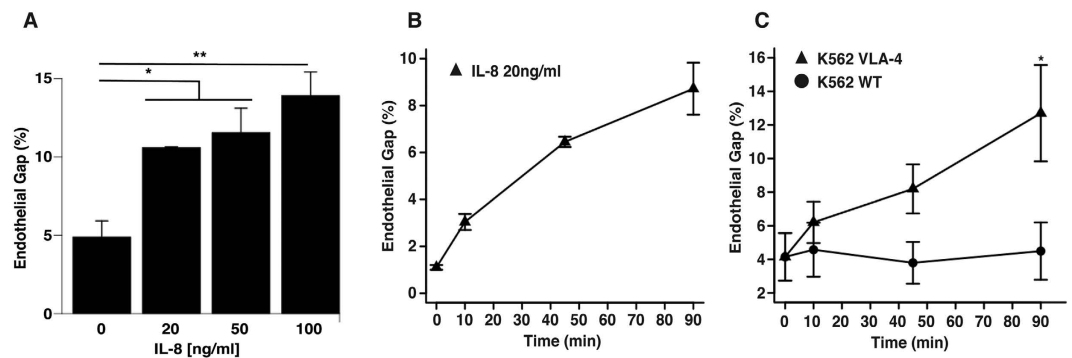 A
**
*
15
10
5
0
Endothelial Gap (%)
0 20 50 100
IL-8 [ng/ml]
B
IL-8 20ng/ml
10
8
6
4
2
0
Endothelial Gap (%)
0 10 20 30 40 50 60 70 80 90
Time (min)
C
K562 VLA-4
K562 WT
*
16
14
12
10
8
6
4
2
Endothelial Gap (%)
0 10 20 30 40 50 60 70 80 90
Time (min)